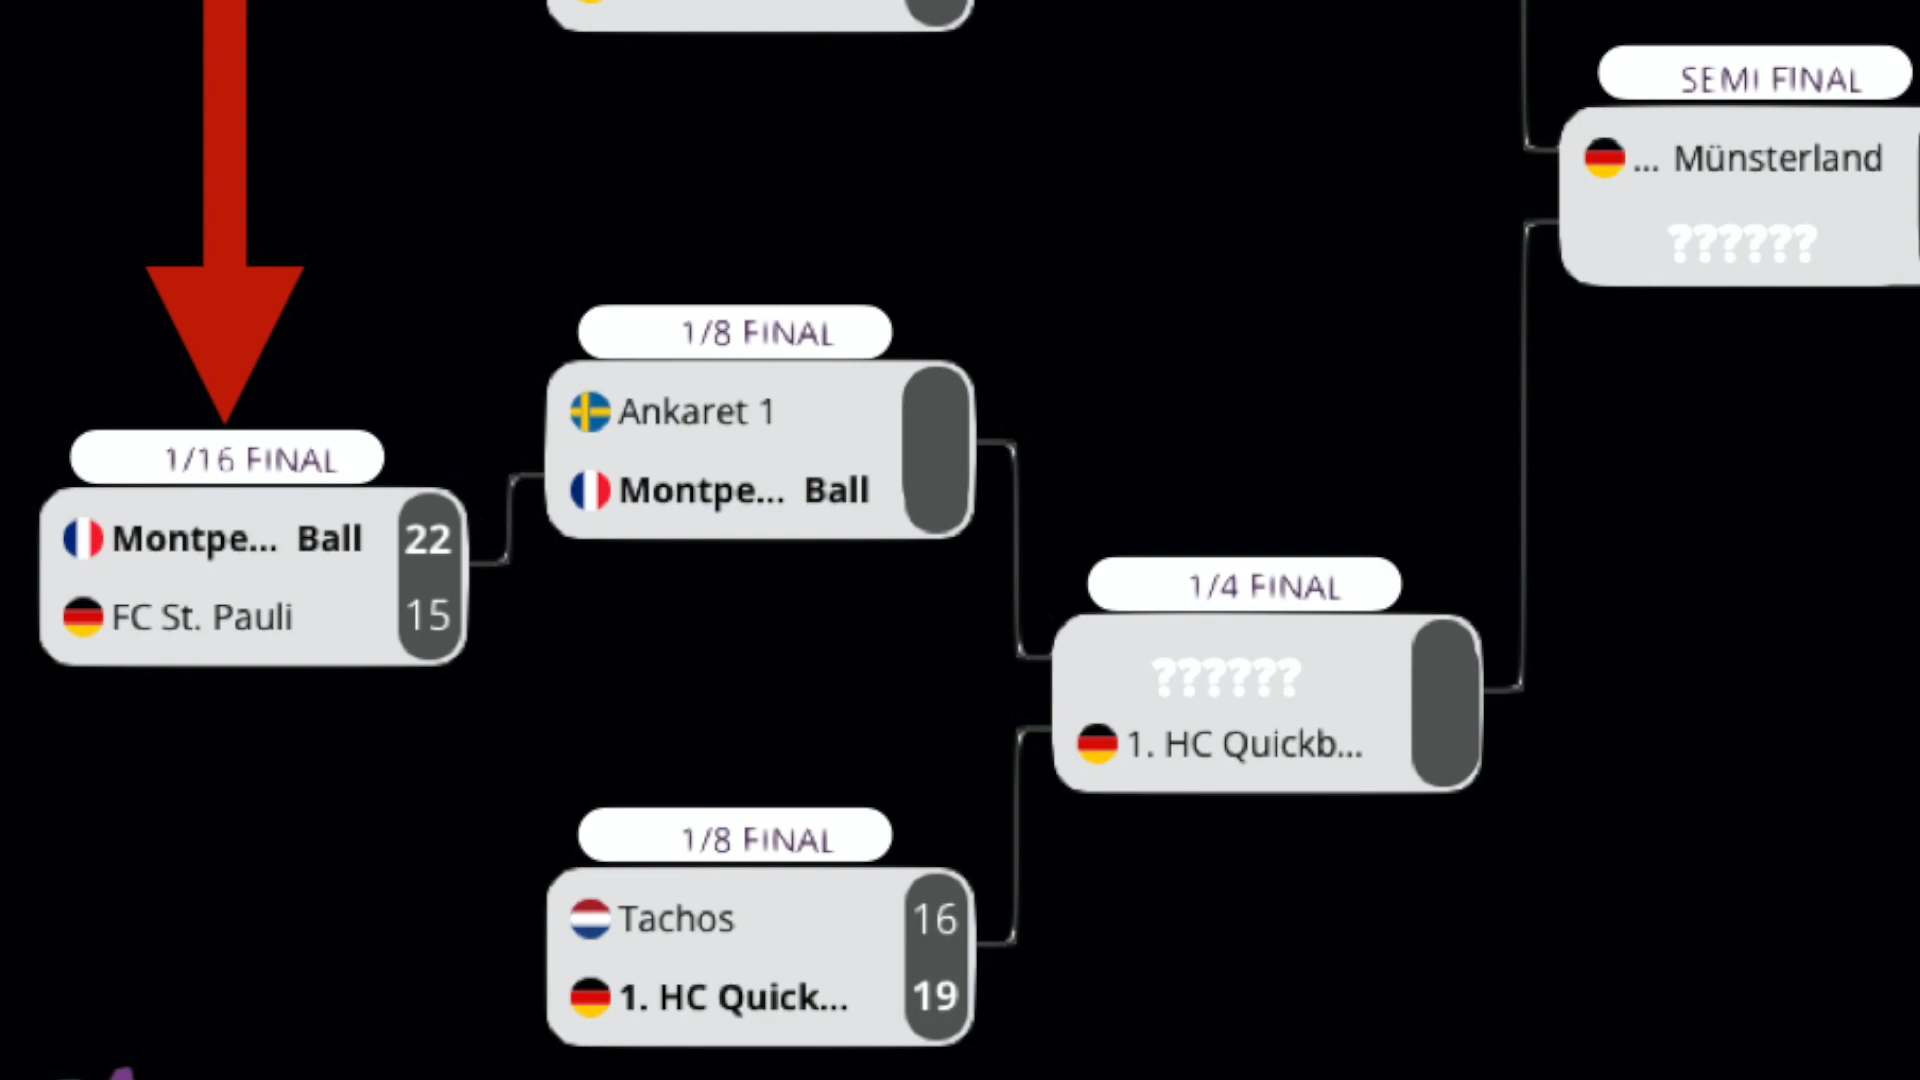 SEMI FINAL
... Münsterland
??????
1/8 FINAL
Ankaret 1
Montpe... Ball
1/16 FINAL
Montpe... Ball 22
FC St. Pauli 15
1/4 FINAL
??????
1. HC Quickb...
1/8 FINAL
Tachos 16
1. HC Quick... 19